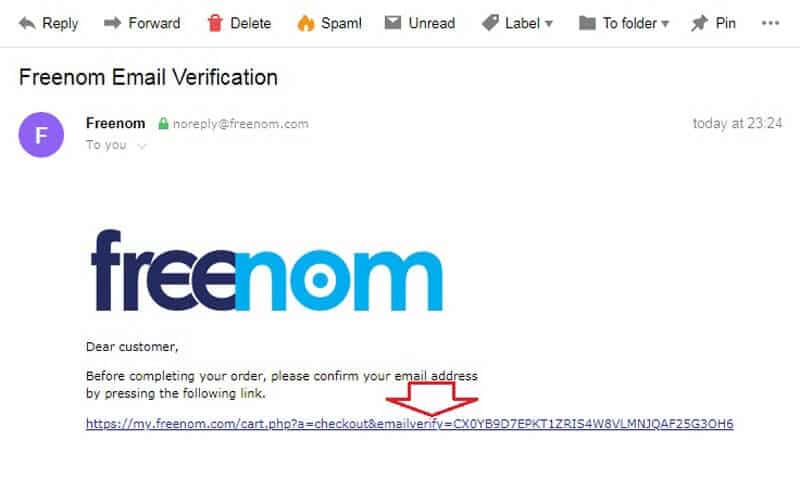 Reply Forward Delete Spam! Unread Label To folder Pin
Freenom Email Verification
F
Freenom noreply@freenom.com today at 23:24
To you
freenom
Dear customer,
Before completing your order, please confirm your email address
by pressing the following link.
https://my.freenom.com/cart.php?a=checkout&emailverify=CX0YB9D7EPKT1ZRIS4W8VLMNJQAF25G3OH6